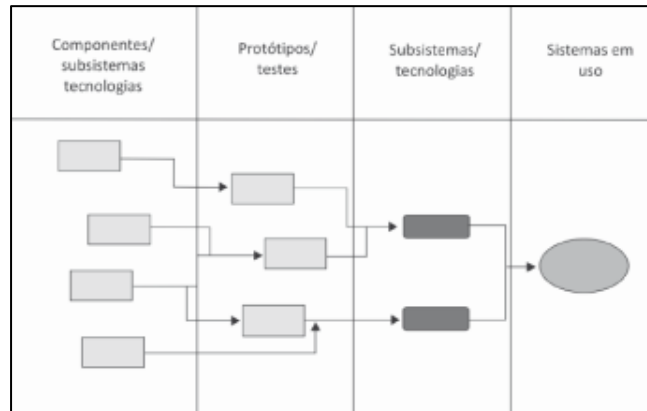 Componentes/
subsistemas
tecnologias
Protótipos/
testes
Subsistemas/
tecnologias
Sistemas em
uso